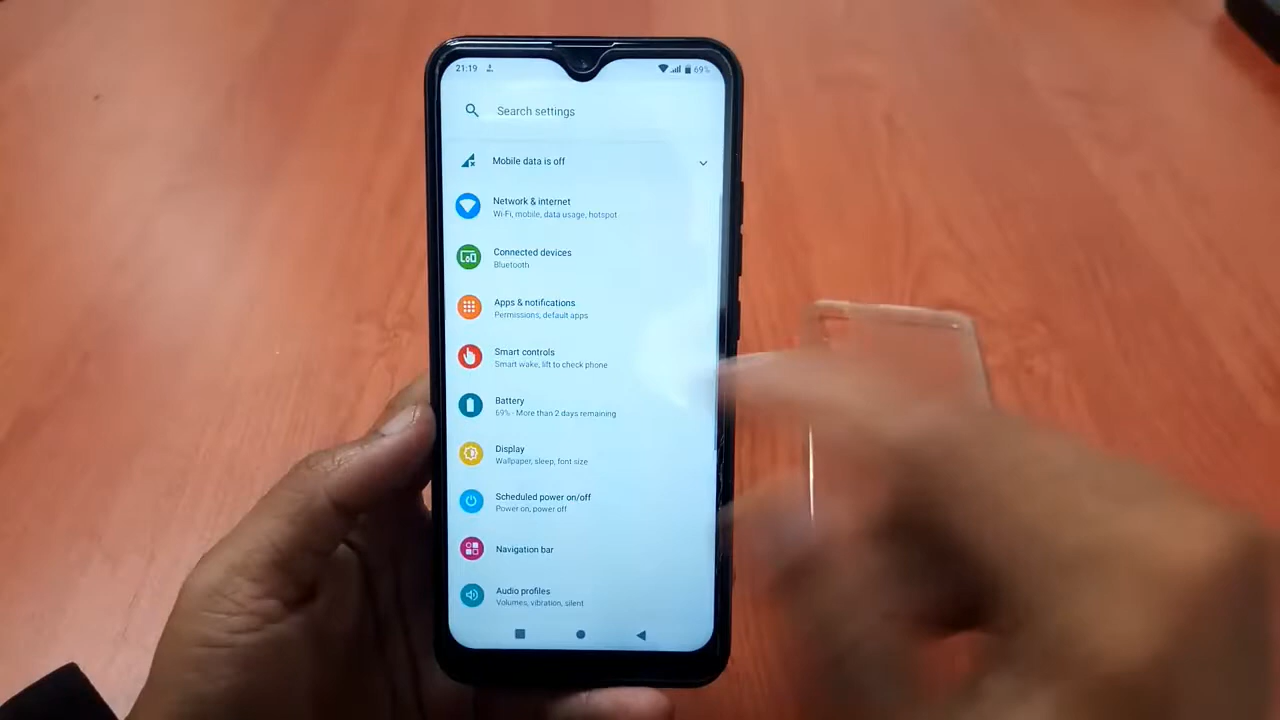 21:19 69%
Search settings
Mobile data is off
Network & internet
Wi-Fi, mobile, data usage, hotspot
Connected devices
Bluetooth
Apps & notifications
Permissions, default apps
Smart controls
Smart wake, lift to check phone
Battery
69% - More than 2 days remaining
Display
Wallpaper, sleep, font size
Scheduled power on/off
Power on, power off
Navigation bar
Audio profiles
Volumes, vibration, silent